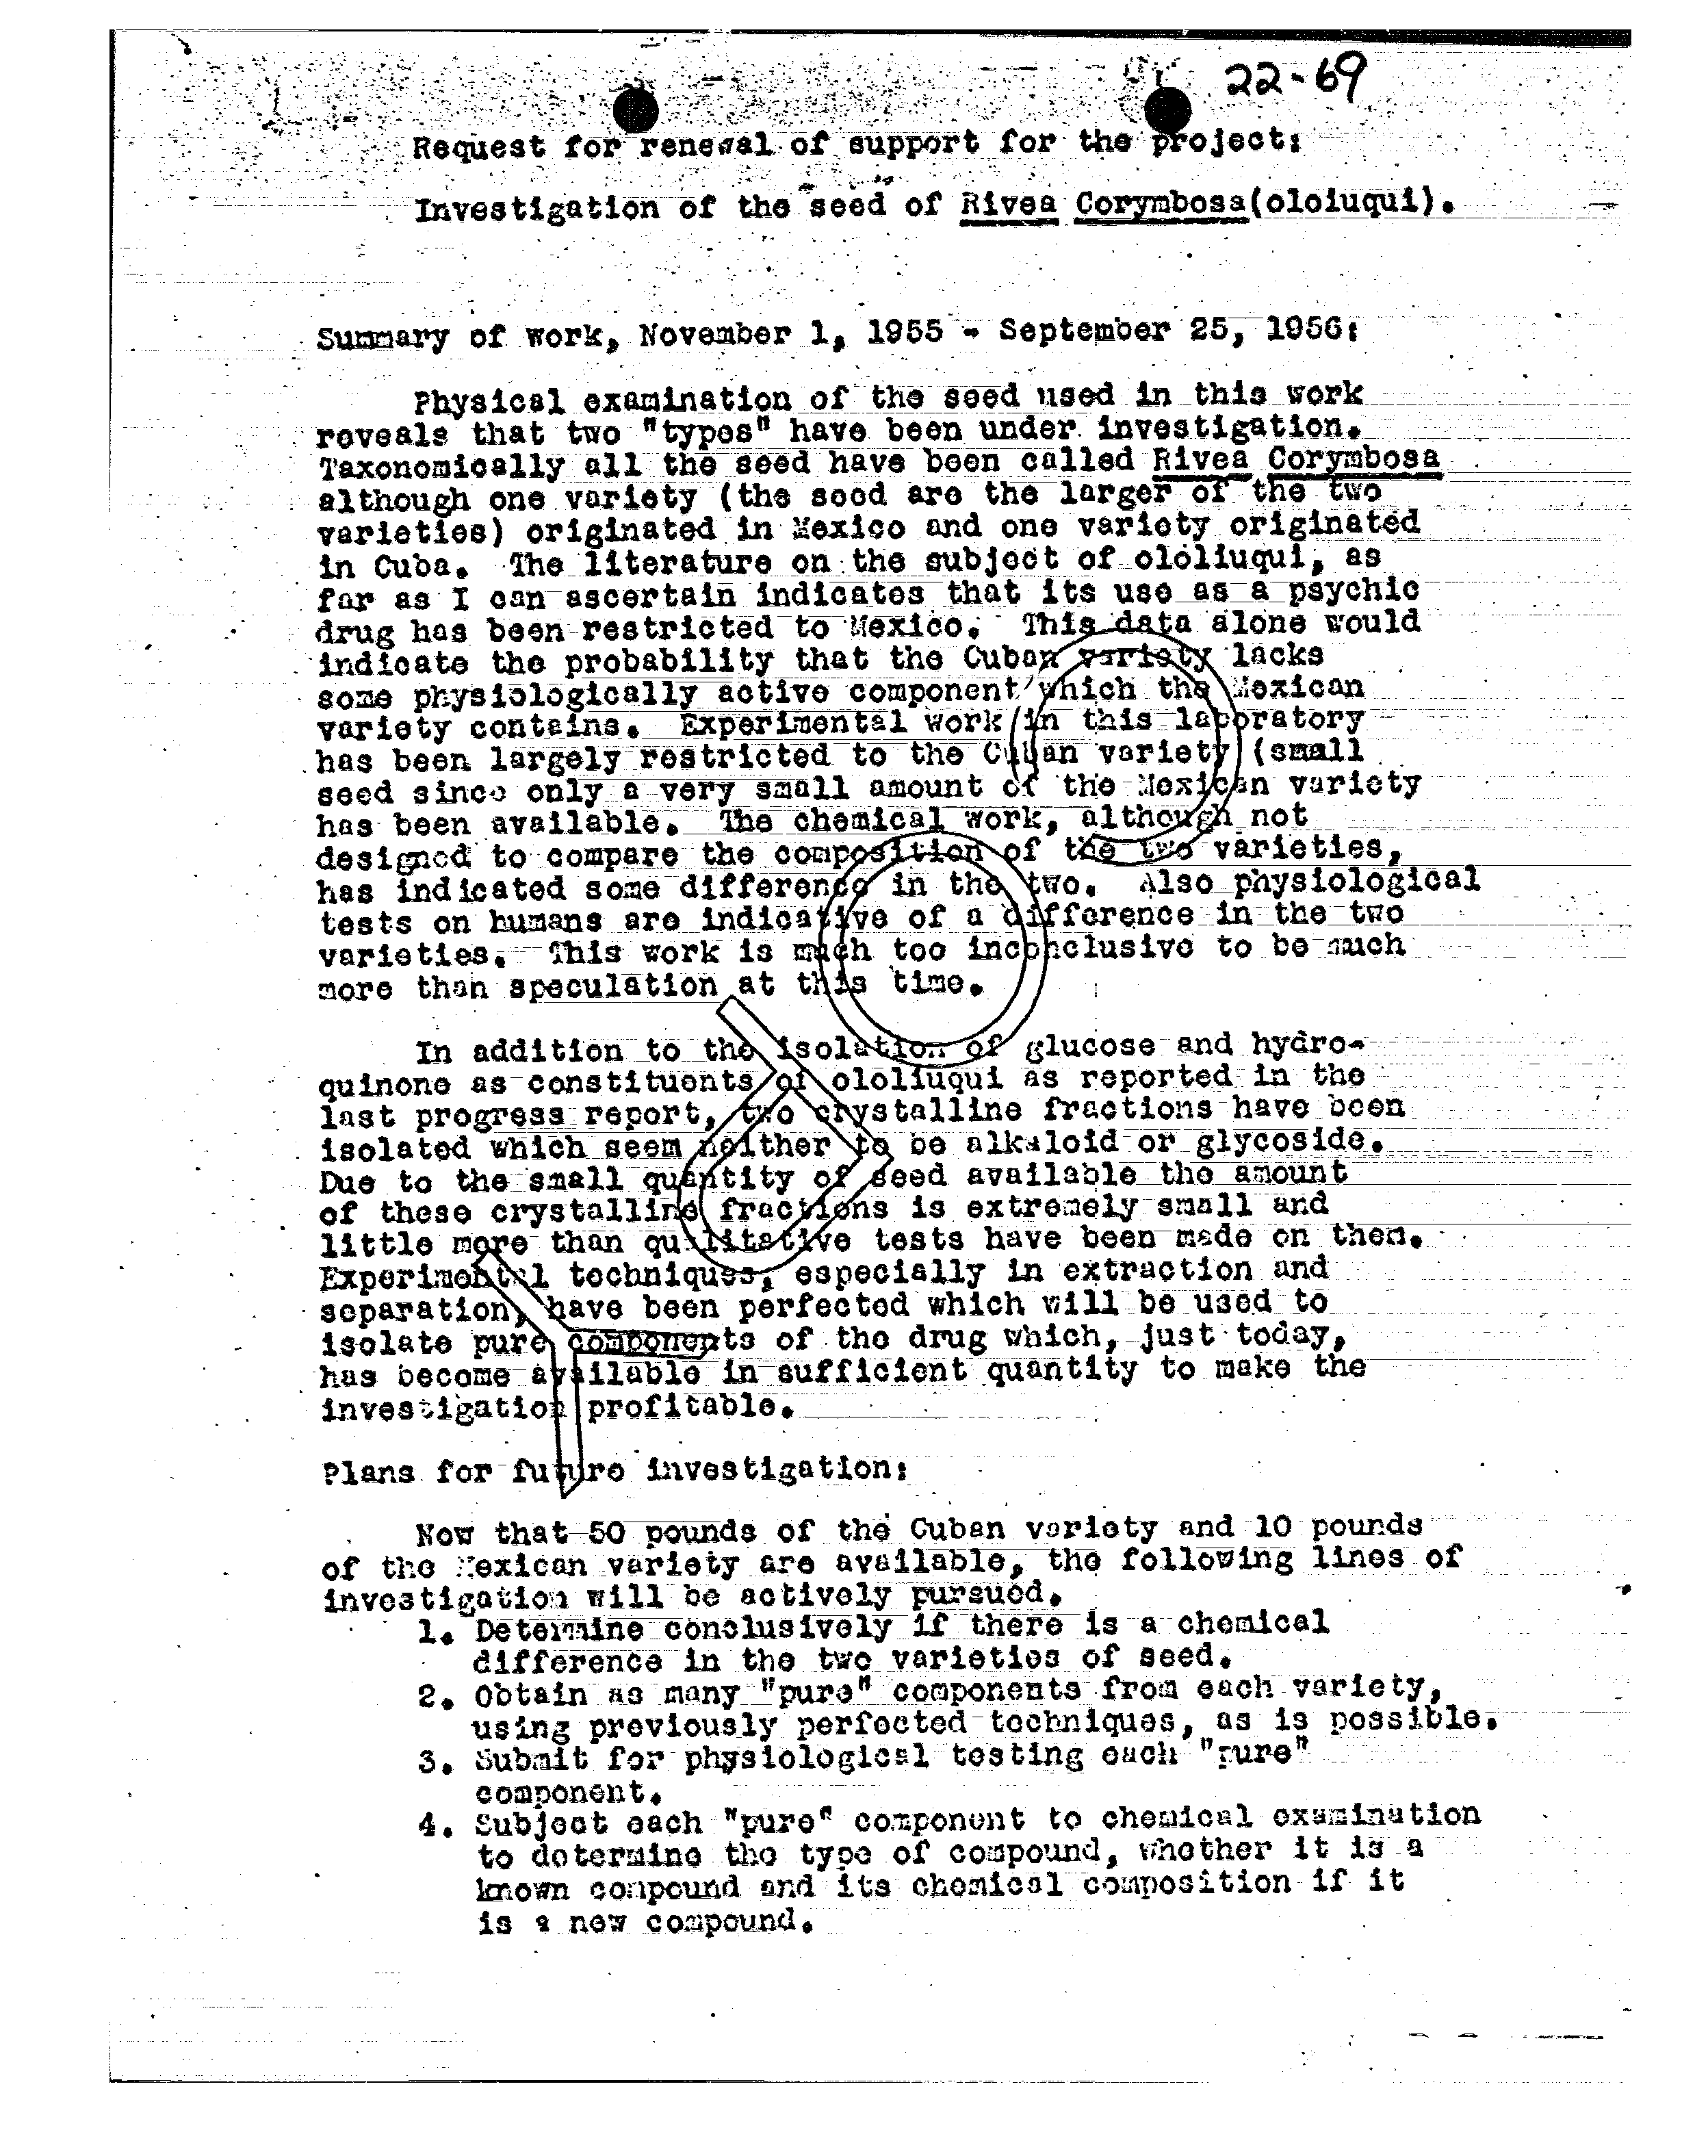 22-69
Request for renewal of support for the project:
Investigation of the seed of Rivea Corymbosa(oloiuqui).
Summary of work, November 1, 1955 - September 25, 1956:
Physical examination of the seed used in this work
reveals that two "types" have been under investigation.
Taxonomically all the seed have been called Rivea Corymbosa
although one variety (the seed are the larger of the two
varieties) originated in Mexico and one variety originated
in Cuba. The literature on the subject of ololiuqui, as
far as I can ascertain indicates that its use as a psychic
drug has been restricted to Mexico. This data alone would
indicate the probability that the Cuban variety lacks
some physiologically active component which the Mexican
variety contains. Experimental work in this laboratory
has been largely restricted to the Cuban variety (small
seed since only a very small amount of the Mexican variety
has been available. The chemical work, although not
designed to compare the composition of the two varieties,
has indicated some difference in the two. Also physiological
tests on humans are indicative of a difference in the two
varieties. This work is much too inconclusive to be much
more than speculation at this time.
In addition to the isolation of glucose and hydro-
quinone as constituents of ololiuqui as reported in the
last progress report, two crystalline fractions have been
isolated which seem neither to be alkaloid or glycoside.
Due to the small quantity of seed available the amount
of these crystalline fractions is extremely small and
little more than qualitative tests have been made on them.
Experimental techniques, especially in extraction and
separation, have been perfected which will be used to
isolate pure components of the drug which, just today,
has become available in sufficient quantity to make the
investigation profitable.
Plans for future investigation:
Now that 50 pounds of the Cuban variety and 10 pounds
of the Mexican variety are available, the following lines of
investigation will be actively pursued.
1. Determine conclusively if there is a chemical
difference in the two varieties of seed.
2. Obtain as many "pure" components from each variety,
using previously perfected techniques, as is possible.
3. Submit for physiological testing each "pure"
component.
4. Subject each "pure" component to chemical examination
to determine the type of compound, whether it is a
known compound and its chemical composition if it
is a new compound.